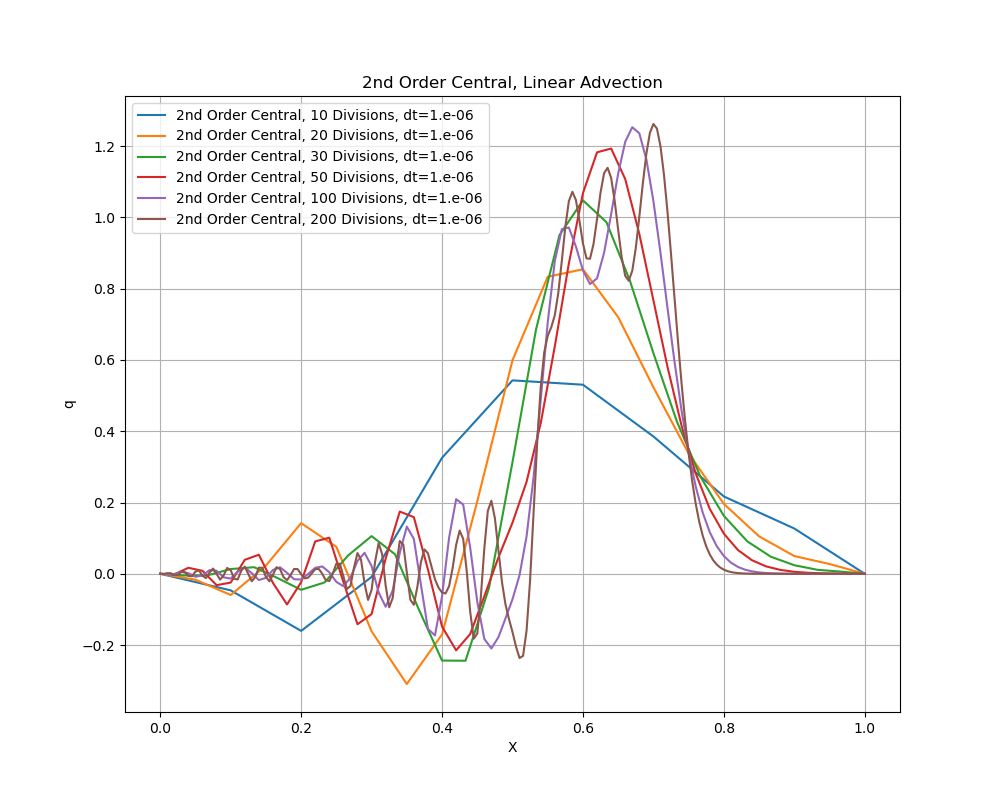 2nd Order Central, Linear Advection
2nd Order Central, 10 Divisions, dt=1.e-06
2nd Order Central, 20 Divisions, dt=1.e-06
2nd Order Central, 30 Divisions, dt=1.e-06
2nd Order Central, 50 Divisions, dt=1.e-06
2nd Order Central, 100 Divisions, dt=1.e-06
2nd Order Central, 200 Divisions, dt=1.e-06
1.2
1.0
0.8
0.6
0.4
0.2
0.0
−0.2
q
0.0 0.2 0.4 0.6 0.8 1.0
X